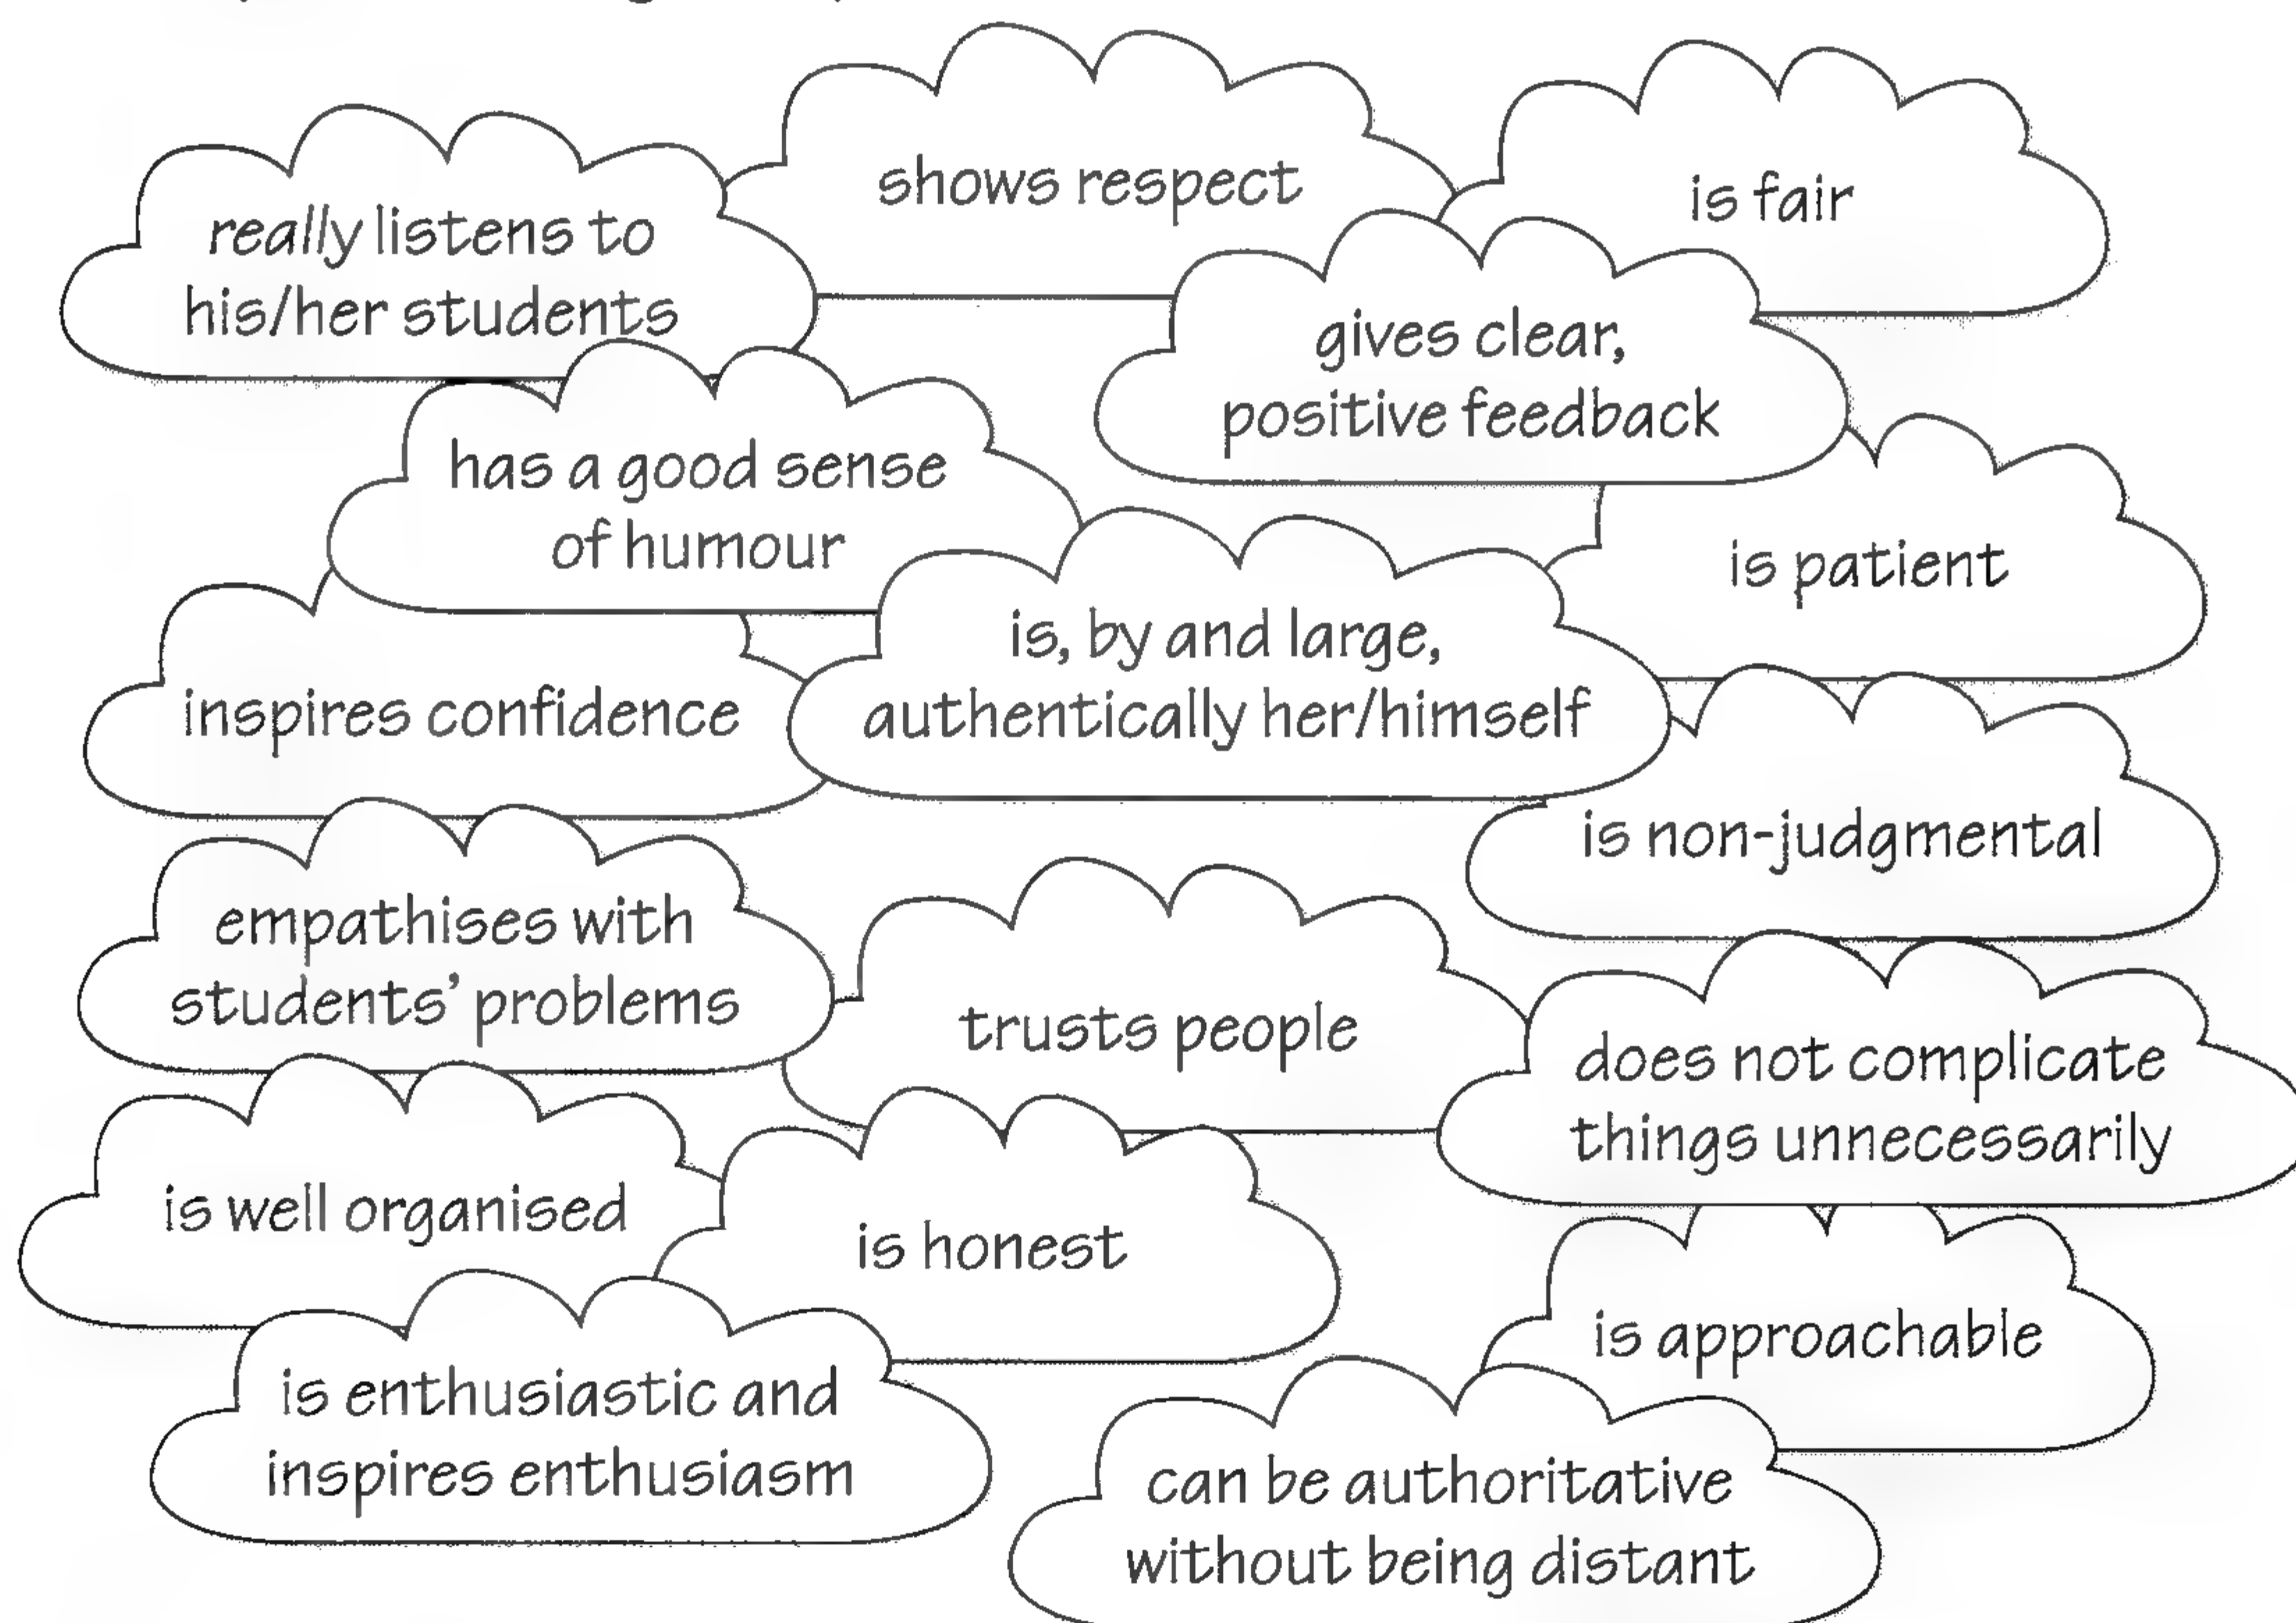 shows respect
is fair
really listens to
his/her students
gives clear,
positive feedback
has a good sense
of humour
is patient
is, by and large,
authentically her/himself
inspires confidence
is non-judgmental
empathises with
students' problems
trusts people
does not complicate
things unnecessarily
is well organised
is honest
is approachable
is enthusiastic and
inspires enthusiasm
can be authoritative
without being distant